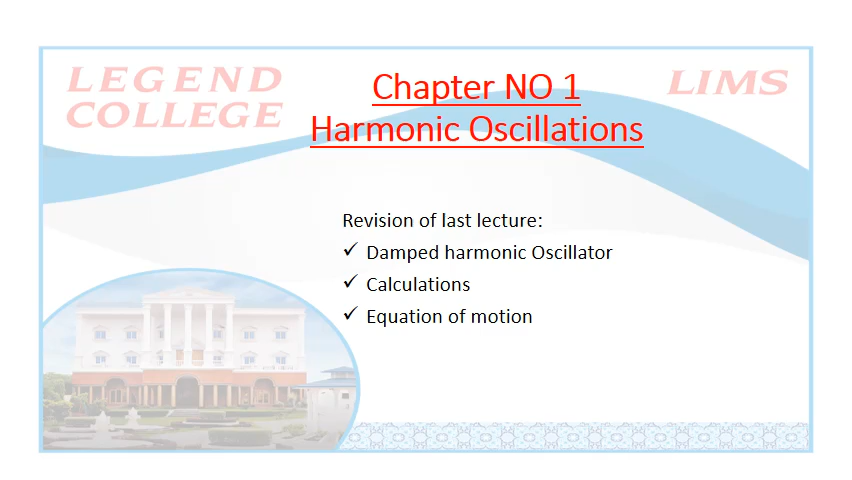 LEGEND
COLLEGE
LIMS
Chapter NO 1
Harmonic Oscillations
Revision of last lecture:
✓ Damped harmonic Oscillator
✓ Calculations
✓ Equation of motion